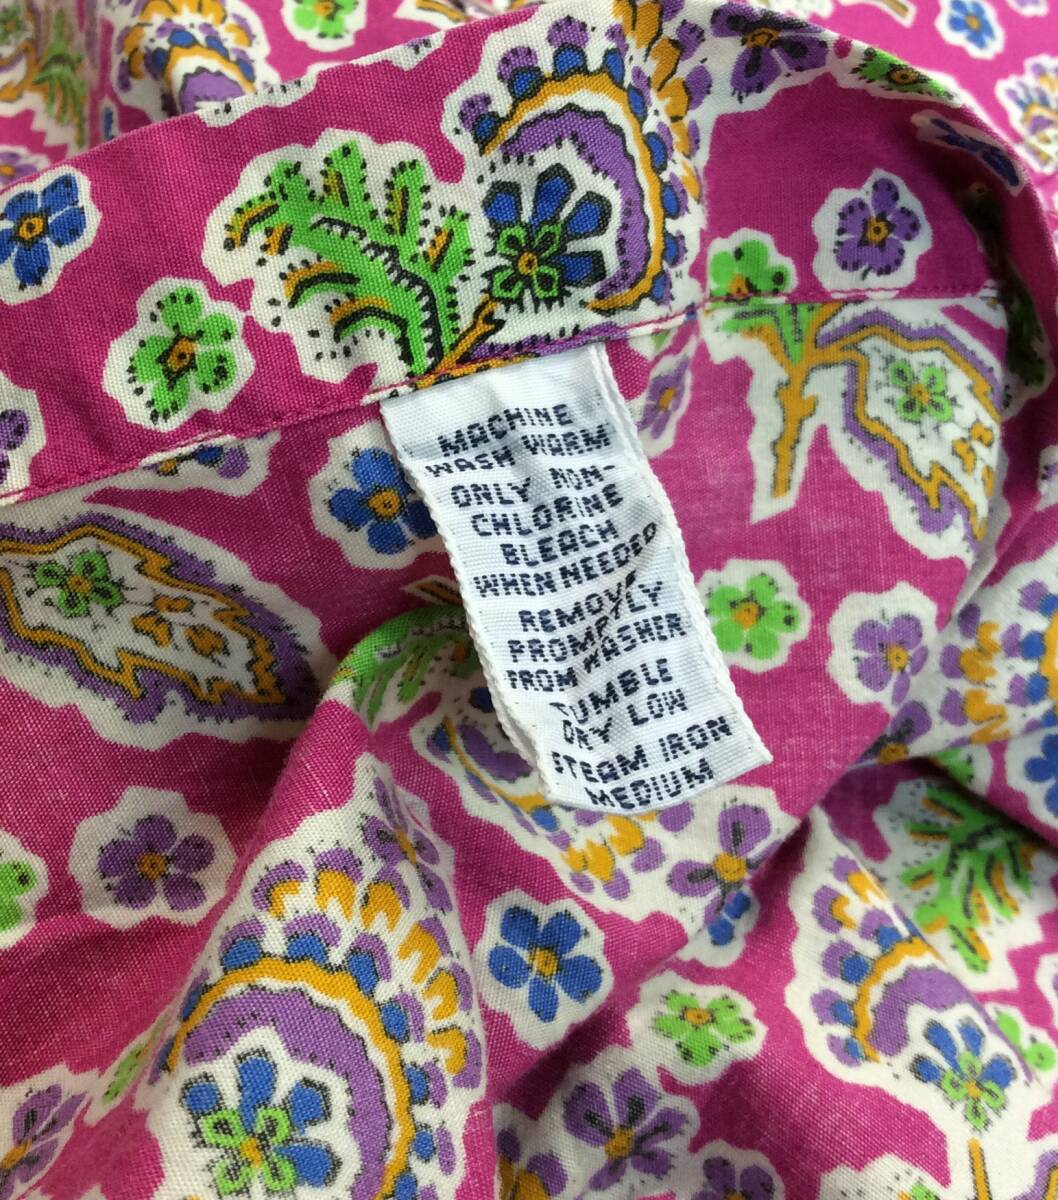 MACHINE
WASH WARM
ONLY NON-
CHLORINE
BLEACH
WHEN NEEDED
REMOVE
PROMPTLY
FROM WASHER
TUMBLE
DRY LOW
STEAM IRON
MEDIUM